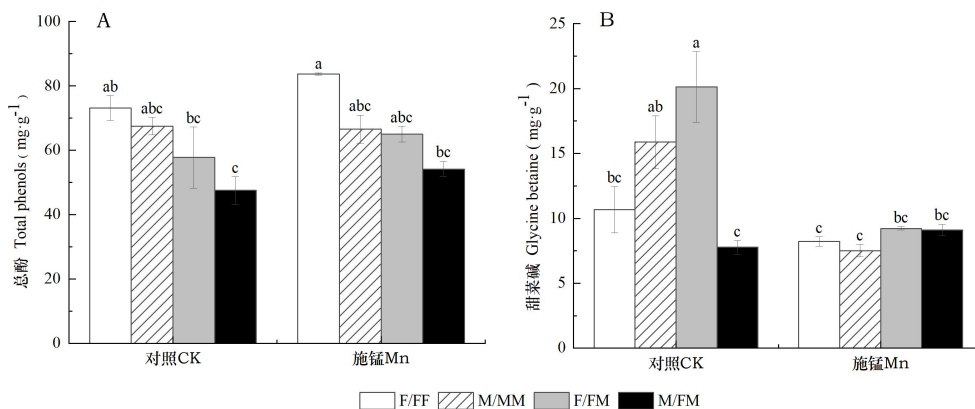 A
总酚 Total phenols ( mg·g⁻¹ )
100
80
60
40
20
0
ab
abc
bc
c
a
abc
abc
bc
对照CK
施锰Mn
B
甜菜碱 Glycine betaine ( mg·g⁻¹ )
25
20
15
10
5
0
bc
ab
a
c
c
c
bc
bc
对照CK
施锰Mn
F/FF M/MM F/FM M/FM